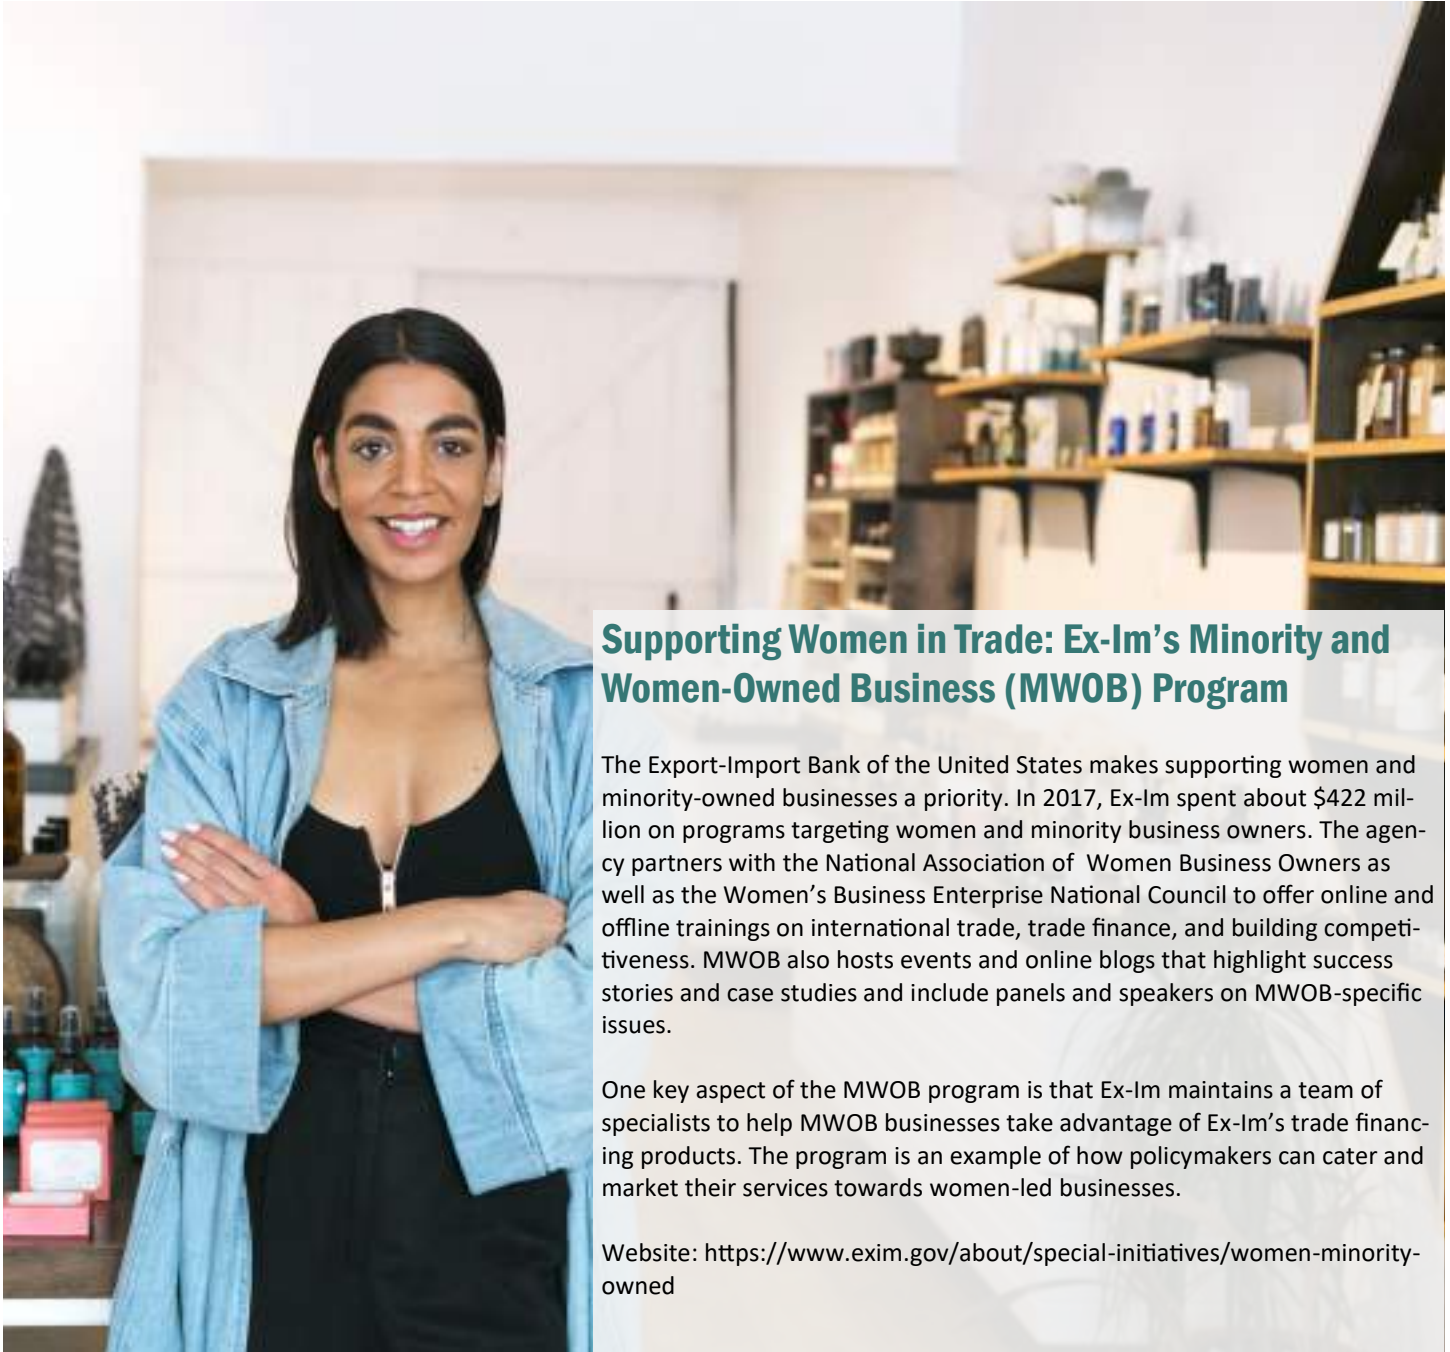 Supporting Women in Trade: Ex-Im’s Minority and
Women-Owned Business (MWOB) Program
The Export-Import Bank of the United States makes supporting women and
minority-owned businesses a priority. In 2017, Ex-Im spent about $422 mil-
lion on programs targeting women and minority business owners. The agen-
cy partners with the National Association of  Women Business Owners as
well as the Women’s Business Enterprise National Council to offer online and
offline trainings on international trade, trade finance, and building competi-
tiveness. MWOB also hosts events and online blogs that highlight success
stories and case studies and include panels and speakers on MWOB-specific
issues.
One key aspect of the MWOB program is that Ex-Im maintains a team of
specialists to help MWOB businesses take advantage of Ex-Im’s trade financ-
ing products. The program is an example of how policymakers can cater and
market their services towards women-led businesses.
Website: https://www.exim.gov/about/special-initiatives/women-minority-
owned